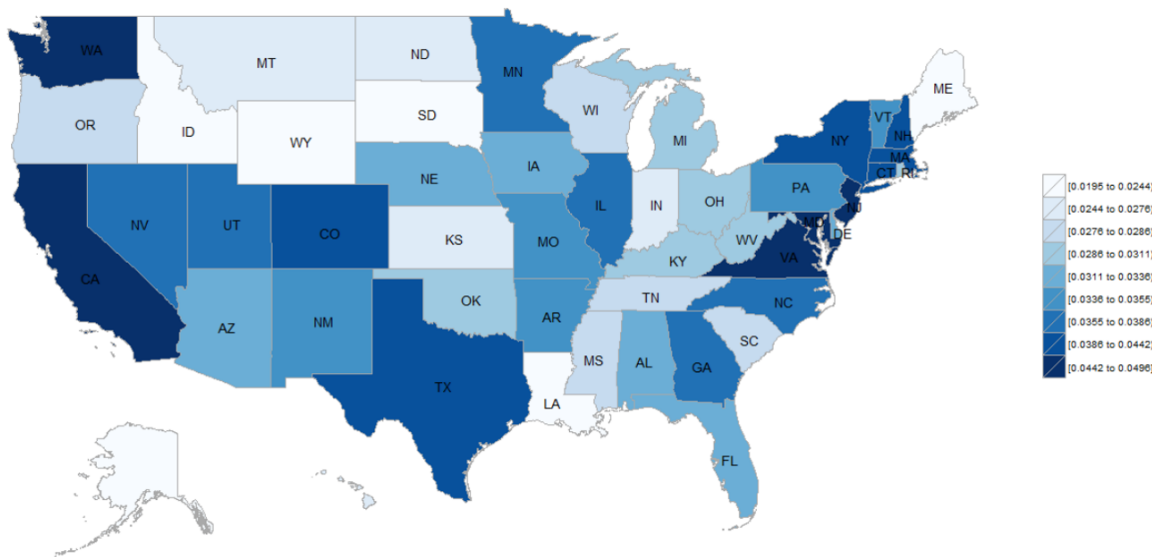 WA
MT
ND
MN
ME
OR
ID
SD
WI
VT
NH
WY
MI
NY
MA
CT
RI
NE
IA
PA
NV
UT
CO
IL
IN
OH
NJ
MD
DE
KS
MO
WV
CA
KY
VA
OK
TN
NC
AZ
NM
AR
SC
MS
AL
GA
TX
LA
FL
[0.0195 to 0.0244]
[0.0244 to 0.0276]
[0.0276 to 0.0286]
[0.0286 to 0.0311]
[0.0311 to 0.0336]
[0.0336 to 0.0355]
[0.0355 to 0.0386]
[0.0386 to 0.0442]
[0.0442 to 0.0496]